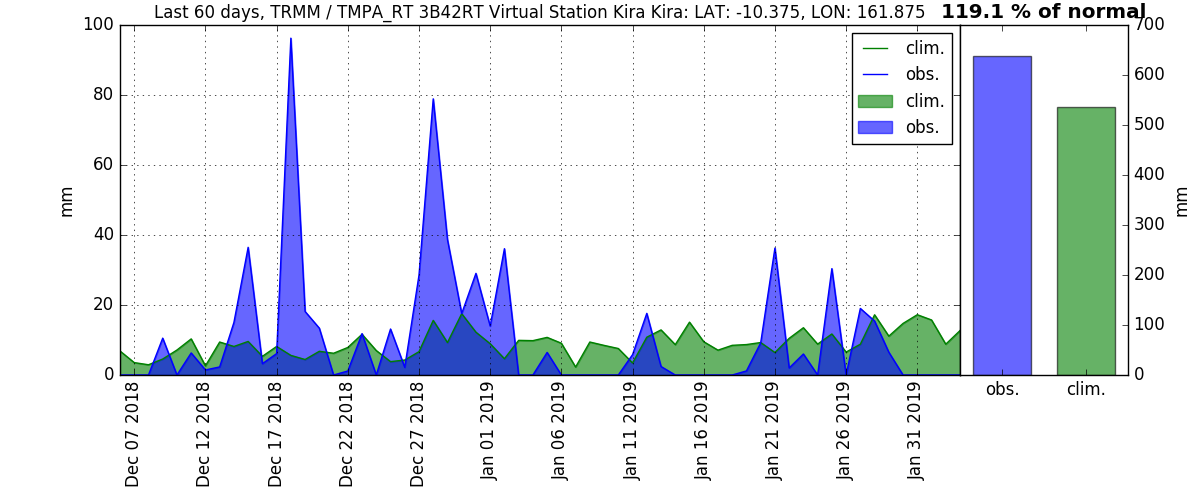 Last 60 days, TRMM / TMPA_RT 3B42RT Virtual Station Kira Kira: LAT: -10.375, LON: 161.875
119.1 % of normal
100
80
60
40
20
0
mm
clim.
obs.
clim.
obs.
Dec 07 2018
Dec 12 2018
Dec 17 2018
Dec 22 2018
Dec 27 2018
Jan 01 2019
Jan 06 2019
Jan 11 2019
Jan 16 2019
Jan 21 2019
Jan 26 2019
Jan 31 2019
700
600
500
400
300
200
100
0
mm
obs.
clim.